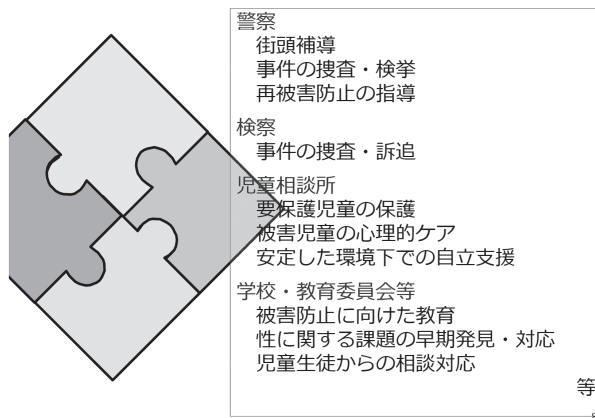 警察
街頭補導
事件の捜査・検挙
再被害防止の指導
検察
事件の捜査・訴追
児童相談所
要保護児童の保護
被害児童の心理的ケア
安定した環境下での自立支援
学校・教育委員会等
被害防止に向けた教育
性に関する課題の早期発見・対応
児童生徒からの相談対応
等